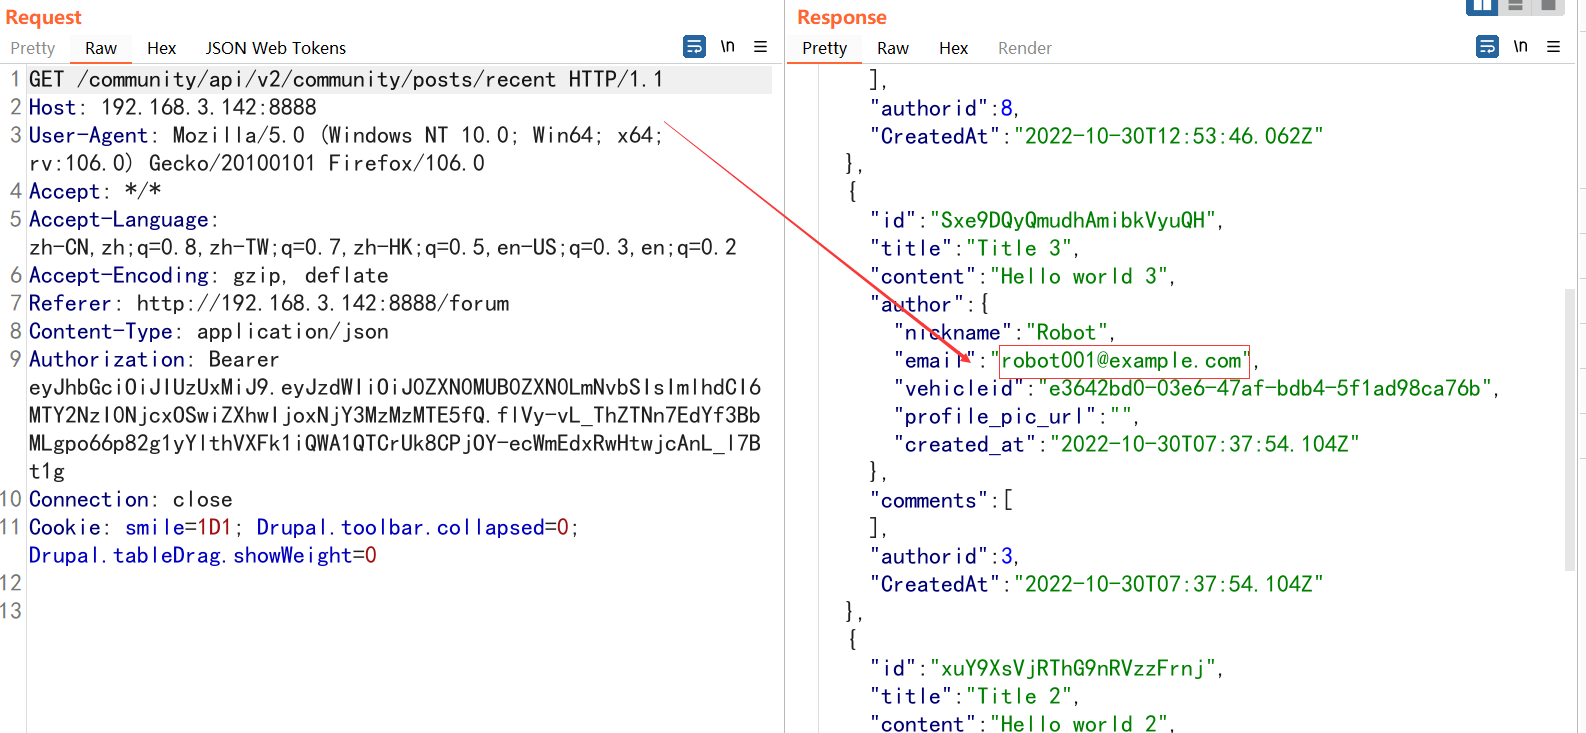 Request
Pretty Raw Hex JSON Web Tokens \n
1 GET /community/api/v2/community/posts/recent HTTP/1.1
2 Host: 192.168.3.142:8888
3 User-Agent: Mozilla/5.0 (Windows NT 10.0; Win64; x64;
rv:106.0) Gecko/20100101 Firefox/106.0
4 Accept: */*
5 Accept-Language:
zh-CN,zh;q=0.8,zh-TW;q=0.7,zh-HK;q=0.5,en-US;q=0.3,en;q=0.2
6 Accept-Encoding: gzip, deflate
7 Referer: http://192.168.3.142:8888/forum
8 Content-Type: application/json
9 Authorization: Bearer
eyJhbGciOiJIUzUxMiJ9.eyJzdWIiOiJ0ZXN0MUB0ZXN0LmNvbSIsImlhdCI6
MTY2NzI0NjcxOSwiZXhwIjoxNjY3MzMzMTE5fQ.flVy-vL_ThZTNn7EdYf3Bb
MLgpo66p82g1yYlthVXFk1iQWA1QTCrUk8CPjOY-ecWmEdxRwHtwjcAnL_l7B
t1g
10 Connection: close
11 Cookie: smile=1D1; Drupal.toolbar.collapsed=0;
Drupal.tableDrag.showWeight=0
12
13
Response
Pretty Raw Hex Render \n
],
"authorid":8,
"CreatedAt":"2022-10-30T12:53:46.062Z"
},
{
"id":"Sxe9DQyQmudhAmibkVyuQH",
"title":"Title 3",
"content":"Hello world 3",
"author":{
"nickname":"Robot",
"email":"robot001@example.com",
"vehicleid":"e3642bd0-03e6-47af-bdb4-5f1ad98ca76b",
"profile_pic_url":"",
"created_at":"2022-10-30T07:37:54.104Z"
},
"comments":[
],
"authorid":3,
"CreatedAt":"2022-10-30T07:37:54.104Z"
},
{
"id":"xuY9XsVjRThG9nRVzzFrnj",
"title":"Title 2",
"content":"Hello world 2",